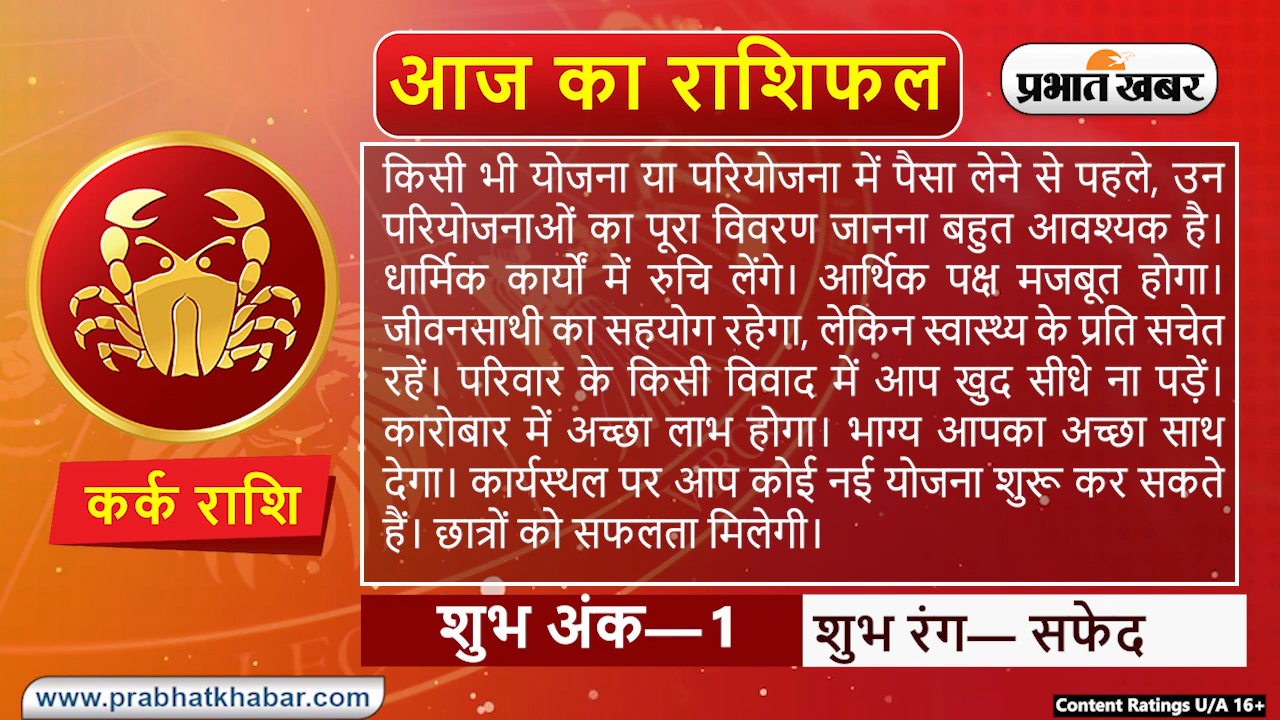 आज का राशिफल
प्रभात खबर
किसी भी योजना या परियोजना में पैसा लेने से पहले, उन
परियोजनाओं का पूरा विवरण जानना बहुत आवश्यक है।
धार्मिक कार्यों में रुचि लेंगे। आर्थिक पक्ष मजबूत होगा।
जीवनसाथी का सहयोग रहेगा, लेकिन स्वास्थ्य के प्रति सचेत
रहें। परिवार के किसी विवाद में आप खुद सीधे ना पड़ें।
कारोबार में अच्छा लाभ होगा। भाग्य आपका अच्छा साथ
देगा। कार्यस्थल पर आप कोई नई योजना शुरू कर सकते
हैं। छात्रों को सफलता मिलेगी।
कर्क राशि
शुभ अंक—1
शुभ रंग— सफेद
www.prabhatkhabar.com
Content Ratings U/A 16+